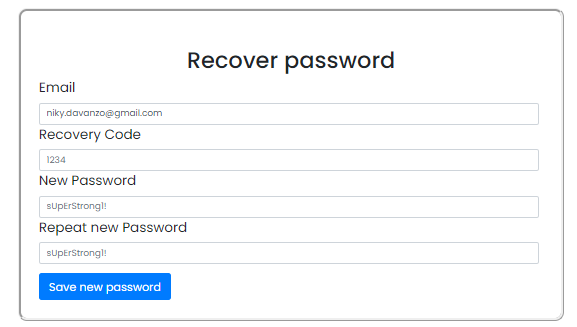 Recover password
Email
niky.davanzo@gmail.com
Recovery Code
1234
New Password
sUpErStrong1!
Repeat new Password
sUpErStrong1!
Save new password